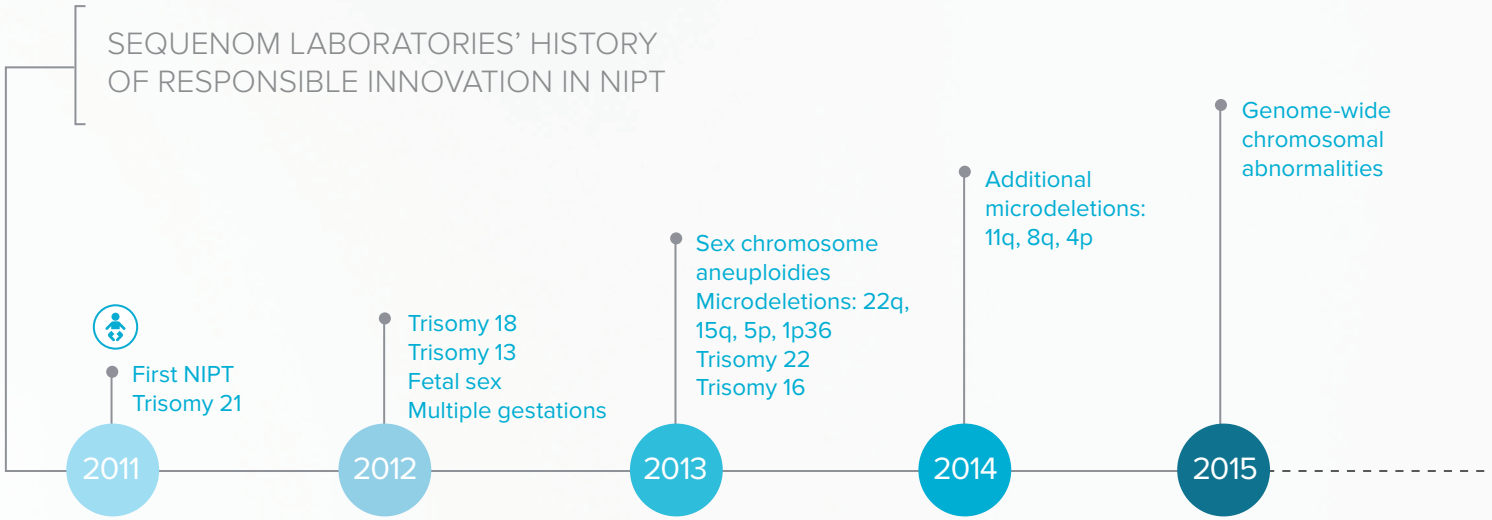 SEQUENOM LABORATORIES’ HISTORY
OF RESPONSIBLE INNOVATION IN NIPT
First NIPT
Trisomy 21
2011
Trisomy 18
Trisomy 13
Fetal sex
Multiple gestations
2012
Sex chromosome
aneuploidies
Microdeletions: 22q,
15q, 5p, 1p36
Trisomy 22
Trisomy 16
2013
Additional
microdeletions:
11q, 8q, 4p
2014
Genome-wide
chromosomal
abnormalities
2015